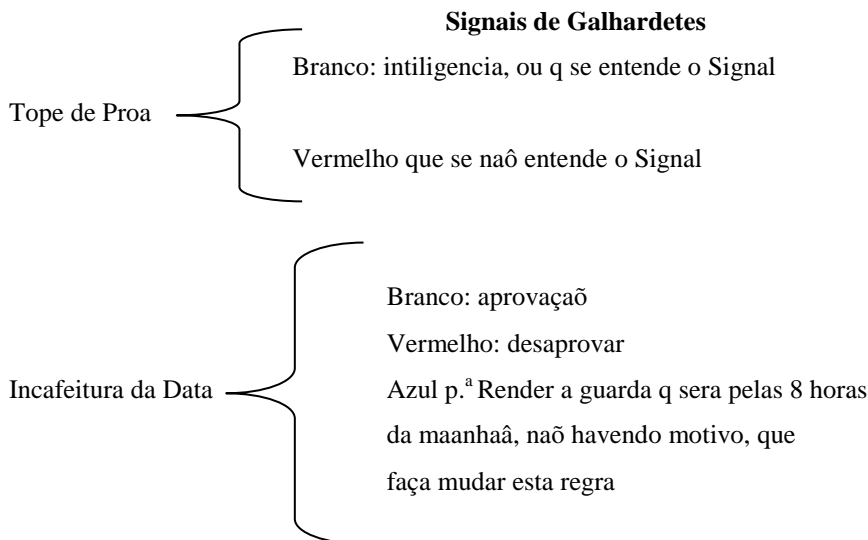 Signais de Galhardetes
Branco: intiligencia, ou q se entende o Signal
Tope de Proa
Vermelho que se naô entende o Signal
Branco: aprovaçaõ
Vermelho: desaprovar
Incafeitura da Data
Azul p.ª Render a guarda q sera pelas 8 horas
da maanhaâ, naõ havendo motivo, que
faça mudar esta regra